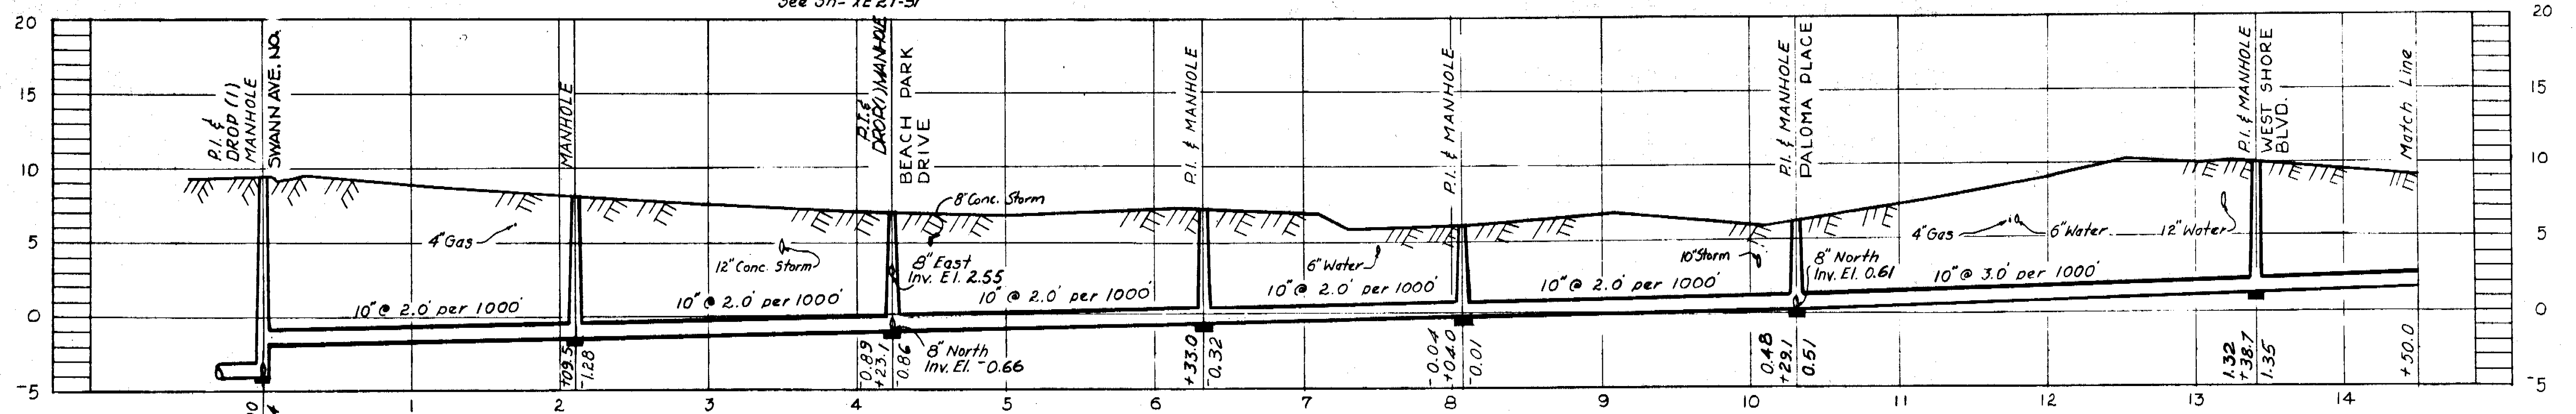 See Sh-
20
15
10
5
0
-5
P.I. &
DROP (1)
MANHOLE
SWANN AVE. NO.
MANHOLE
P.I. &
DROP(1) MANHOLE
BEACH PARK
DRIVE
P.I. & MANHOLE
P.I. & MANHOLE
P.I. & MANHOLE
PALOMA PLACE
P.I. & MANHOLE
WEST SHORE
BLVD.
Match Line
20
15
10
5
0
-5
4" Gas
12" Conc. Storm
8" Conc. Storm
8" East
Inv. El. 2.55
6" Water
10" Storm
8" North
Inv. El. 0.61
4" Gas
6" Water
12" Water
10" @ 2.0' per 1000'
10" @ 2.0' per 1000'
10" @ 2.0' per 1000'
10" @ 2.0' per 1000'
10" @ 2.0' per 1000'
10" @ 3.0' per 1000'
8" North
Inv. El. -0.66
+09.5
-1.28
-0.89
+23.1
-0.86
+33.0
-0.32
-0.04
+04.0
-0.01
0.48
+29.1
0.51
1.32
+38.7
1.35
+50.0
1 2 3 4 5 6 7 8 9 10 11 12 13 14